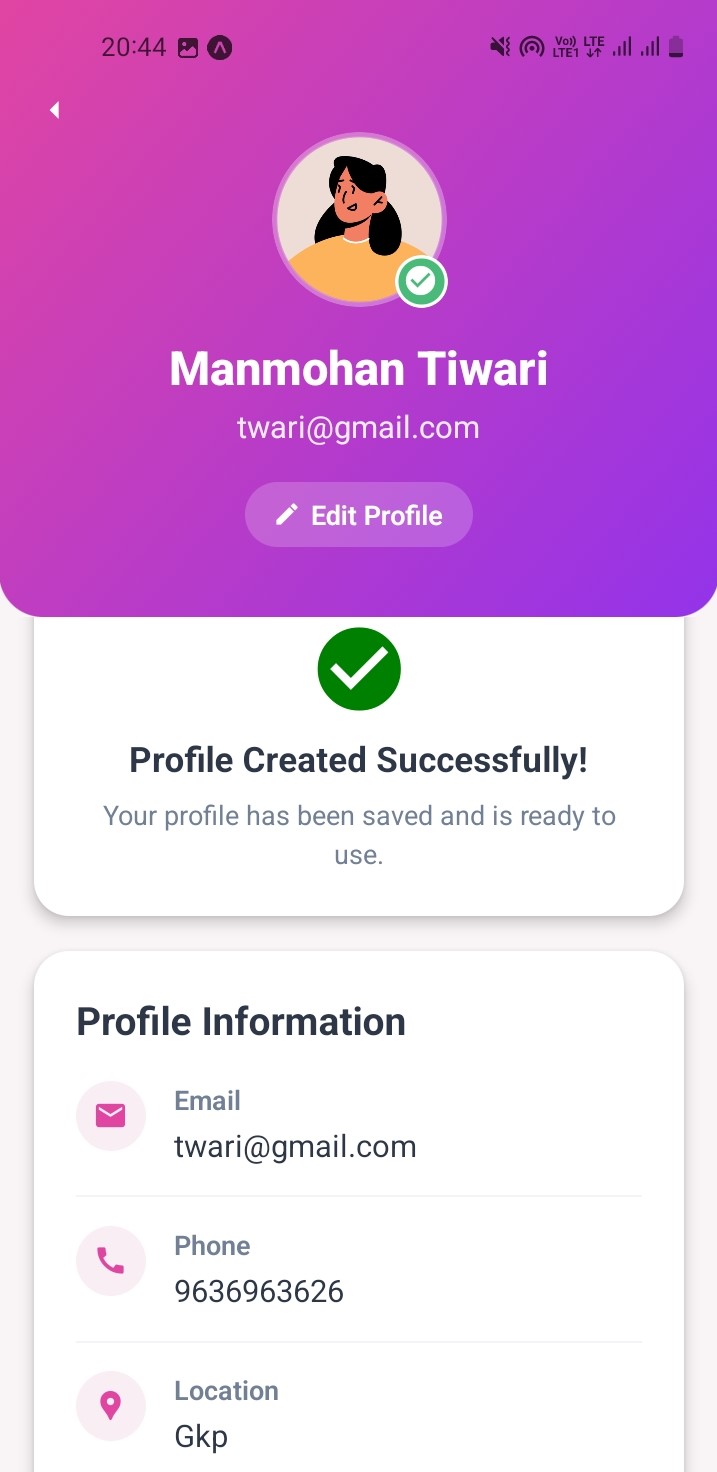 20:44
Vo)) LTE
LTE1
Manmohan Tiwari
twari@gmail.com
Edit Profile
Profile Created Successfully!
Your profile has been saved and is ready to
use.
Profile Information
Email
twari@gmail.com
Phone
9636963626
Location
Gkp